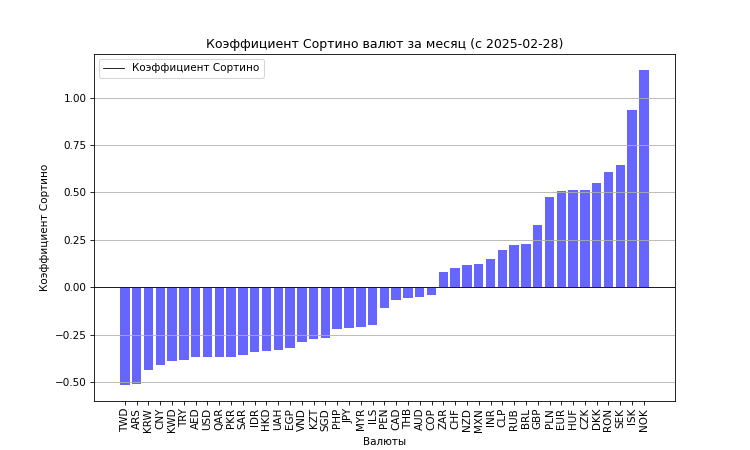 Коэффициент Сортино валют за месяц (с 2025-02-28)
Коэффициент Сортино
1.00
0.75
0.50
0.25
0.00
−0.25
−0.50
Коэффициент Сортино
TWD
ARS
KRW
CNY
KWD
TRY
AED
USD
QAR
PKR
SAR
IDR
HKD
UAH
EGP
VND
KZT
SGD
PHP
JPY
MYR
ILS
PEN
CAD
THB
AUD
COP
ZAR
CHF
NZD
MXN
INR
CLP
RUB
BRL
GBP
PLN
EUR
HUF
CZK
DKK
RON
SEK
ISK
NOK
Валюты